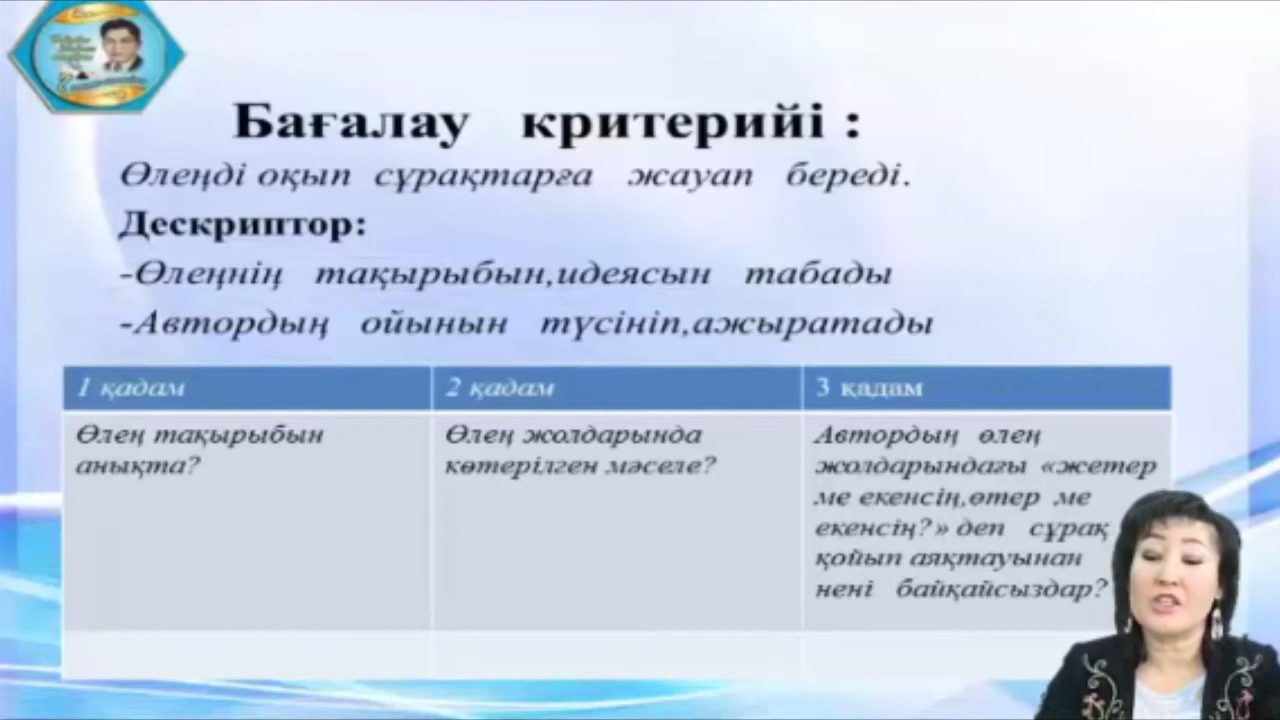 Бағалау критерийі :
Өлеңді оқып сұрақтарға жауап береді.
Дескриптор:
-Өлеңнің тақырыбын,идеясын табады
-Автордың ойынын түсініп,ажыратады
1 қадам
2 қадам
3 қадам
Өлең тақырыбын
анықта?
Өлең жолдарында
көтерілген мәселе?
Автордың өлең
жолдарындағы «жетер
ме екенсің,өтер ме
екенсің?» деп сұрақ
қойып аяқтауынан
нені байқайсыздар?